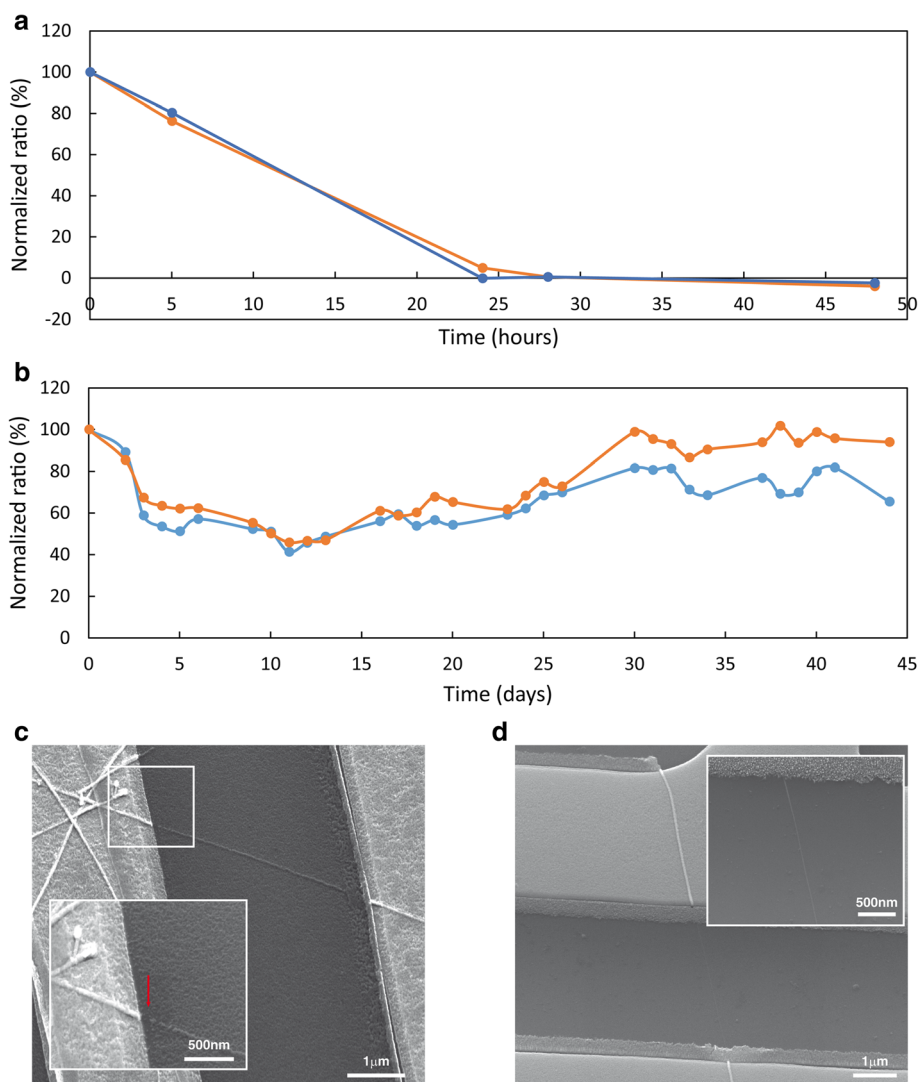 a
120
100
80
60
40
20
0
-20
Normalized ratio (%)
0 5 10 15 20 25 30 35 40 45 50
Time (hours)
b
120
100
80
60
40
20
0
Normalized ratio (%)
0 5 10 15 20 25 30 35 40 45
Time (days)
c
500nm
1μm
d
500nm
1μm